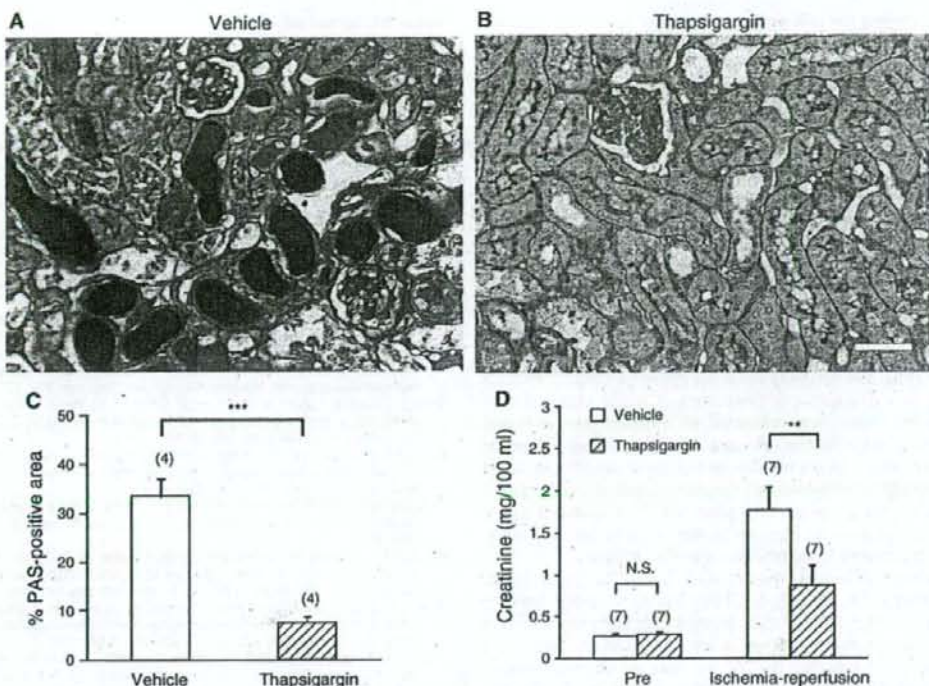 A
Vehicle
B
Thapsigargin
C
50
40
30
20
10
0
% PAS-positive area
***
(4)
(4)
Vehicle
Thapsigargin
D
3
2.5
2
1.5
1
0.5
0
Creatinine (mg/100 ml)
Vehicle
Thapsigargin
**
(7)
(7)
N.S.
(7)
(7)
Pre
Ischemia-reperfusion